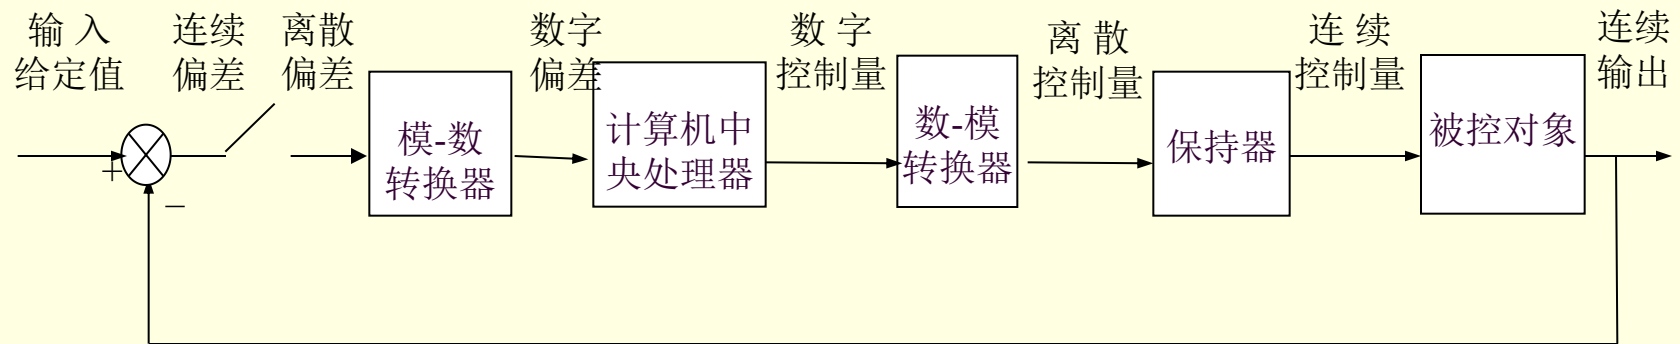 输 入
给定值
连续
偏差
离散
偏差
数字
偏差
数 字
控制量
离 散
控制量
连 续
控制量
连续
输出
+
−
模-数
转换器
计算机中
央处理器
数-模
转换器
保持器
被控对象